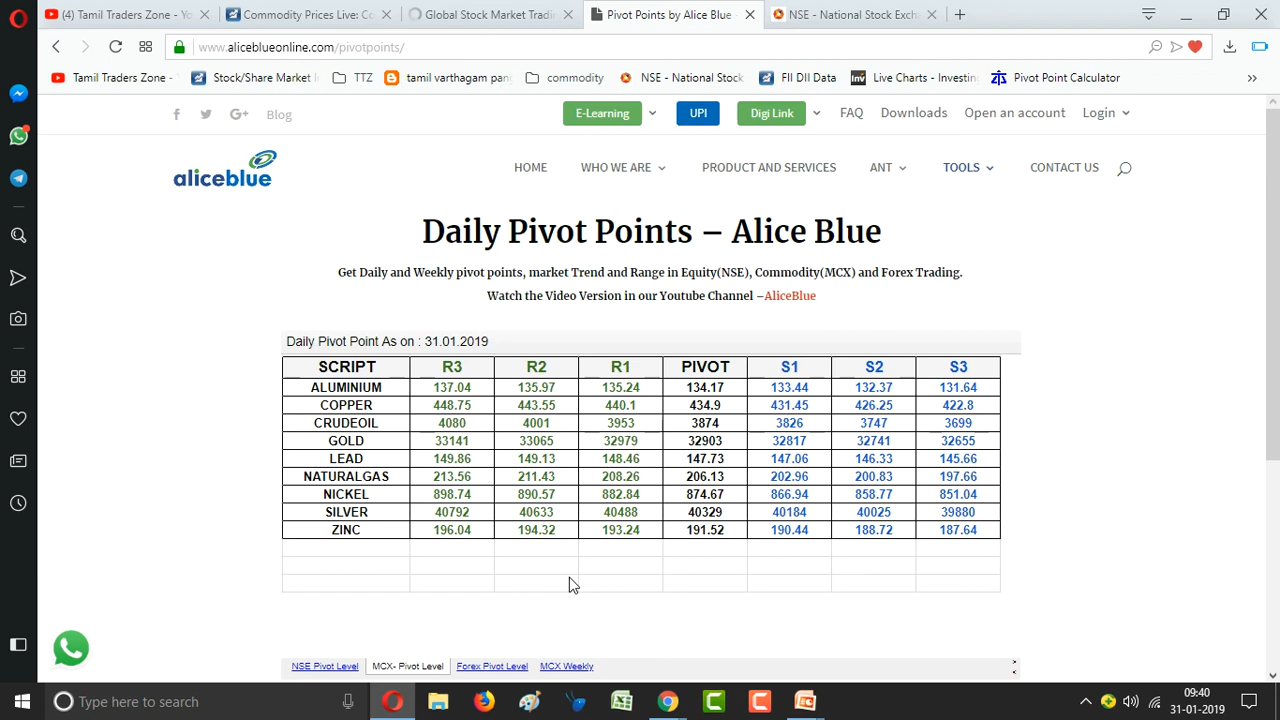 (4) Tamil Traders Zone - Yo
Commodity Prices Live: Co
Globle Stock Market Tradin
Pivot Points by Alice Blue -
NSE - National Stock Excha
www.aliceblueonline.com/pivotpoints/
Tamil Traders Zone -
Stock/Share Market I
TTZ
tamil varthagam pan
commodity
NSE - National Stock
FII DII Data
Live Charts - Investin
Pivot Point Calculator
Blog
E-Learning
UPI
Digi Link
FAQ
Downloads
Open an account
Login
aliceblue
HOME
WHO WE ARE
PRODUCT AND SERVICES
ANT
TOOLS
CONTACT US
Daily Pivot Points – Alice Blue
Get Daily and Weekly pivot points, market Trend and Range in Equity(NSE), Commodity(MCX) and Forex Trading.
Watch the Video Version in our Youtube Channel –AliceBlue
Daily Pivot Point As on : 31.01.2019
SCRIPT R3 R2 R1 PIVOT S1 S2 S3
ALUMINIUM 137.04 135.97 135.24 134.17 133.44 132.37 131.64
COPPER 448.75 443.55 440.1 434.9 431.45 426.25 422.8
CRUDEOIL 4080 4001 3953 3874 3826 3747 3699
GOLD 33141 33065 32979 32903 32817 32741 32655
LEAD 149.86 149.13 148.46 147.73 147.06 146.33 145.66
NATURALGAS 213.56 211.43 208.26 206.13 202.96 200.83 197.66
NICKEL 898.74 890.57 882.84 874.67 866.94 858.77 851.04
SILVER 40792 40633 40488 40329 40184 40025 39880
ZINC 196.04 194.32 193.24 191.52 190.44 188.72 187.64
NSE Pivot Level
MCX- Pivot Level
Forex Pivot Level
MCX Weekly
Type here to search
09:40
31-01-2019